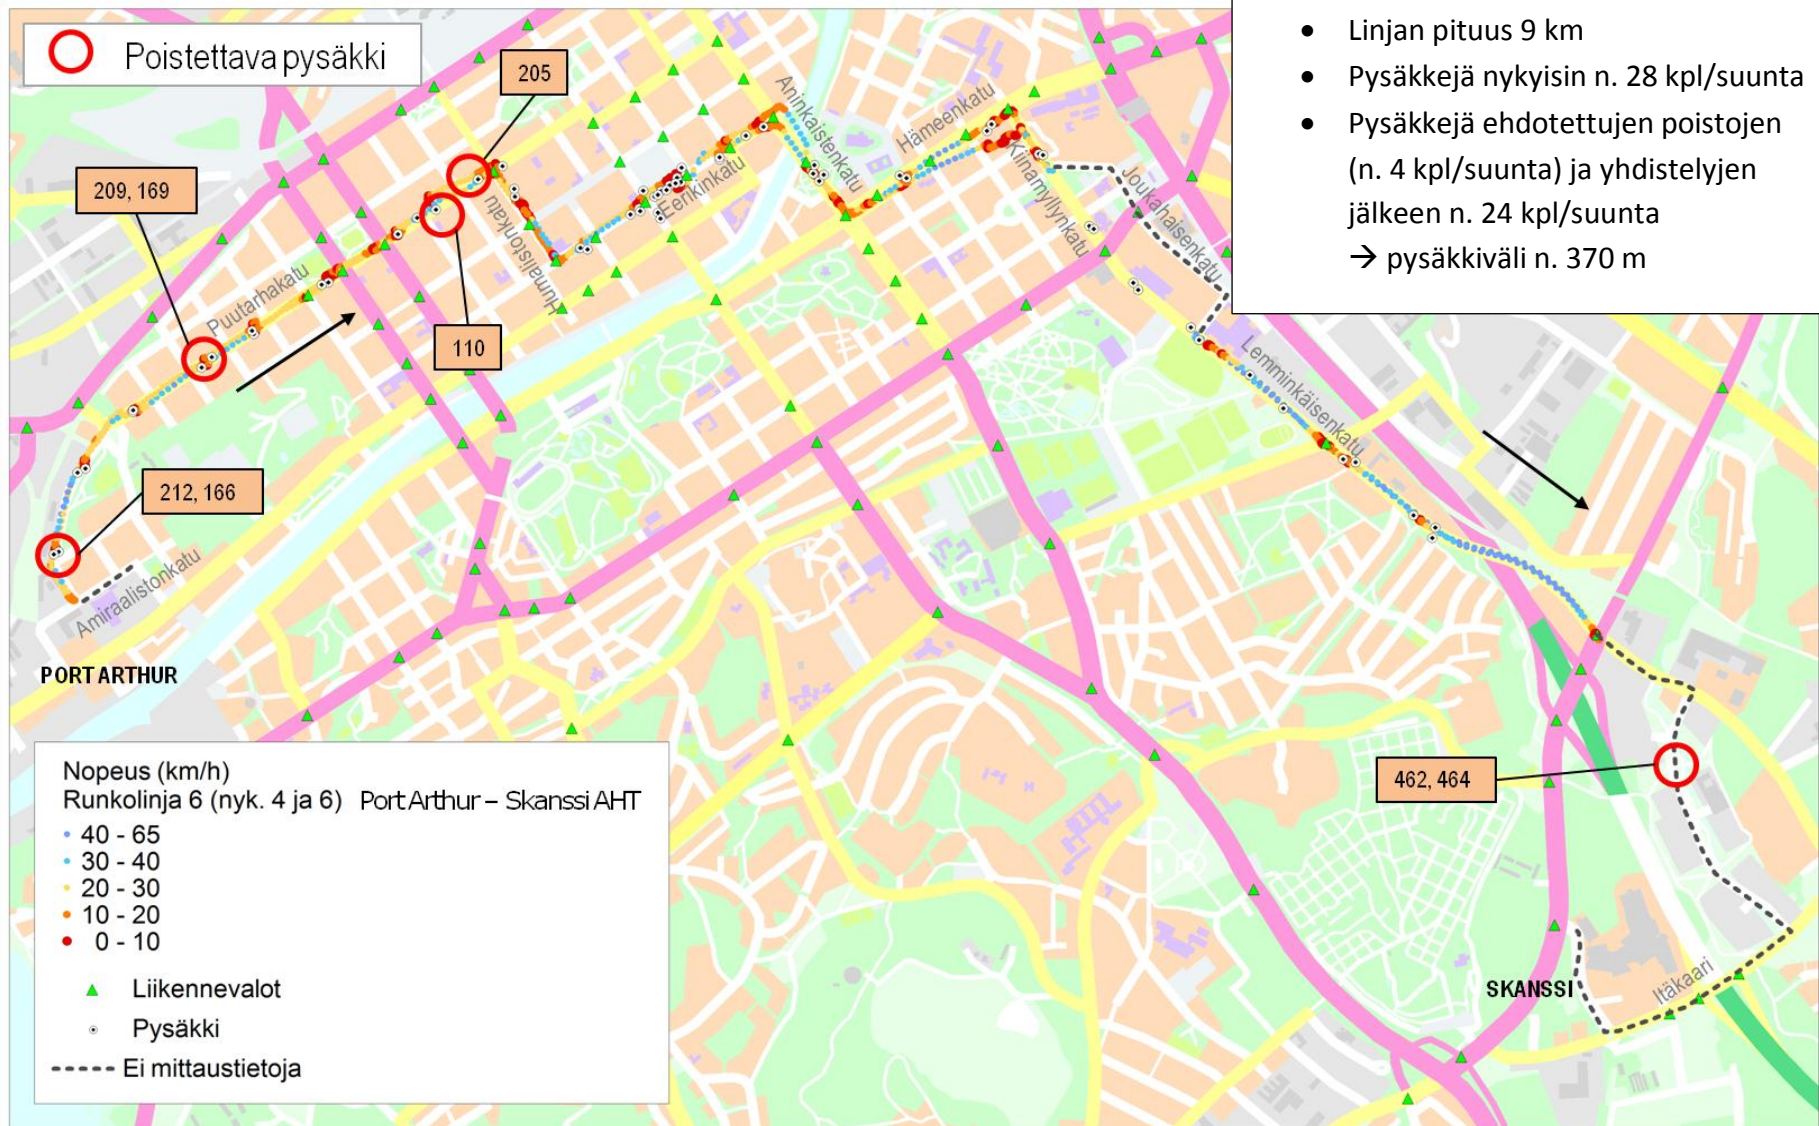 Poistettava pysäkki
• Linjan pituus 9 km
• Pysäkkejä nykyisin n. 28 kpl/suunta
• Pysäkkejä ehdotettujen poistojen
(n. 4 kpl/suunta) ja yhdistelyjen
jälkeen n. 24 kpl/suunta
→ pysäkkiväli n. 370 m
205
209, 169
110
212, 166
462, 464
Aninkaistenkatu
Hämeenkatu
Kiinamyllynkatu
Joukahaisenkatu
Eerikinkatu
Humalistonkatu
Puutarhakatu
Lemminkäisenkatu
Amiraalistonkatu
PORT ARTHUR
SKANSSI
Itäkaari
Nopeus (km/h)
Runkolinja 6 (nyk. 4 ja 6) Port Arthur – Skanssi AHT
40 - 65
30 - 40
20 - 30
10 - 20
0 - 10
Liikennevalot
Pysäkki
Ei mittaustietoja